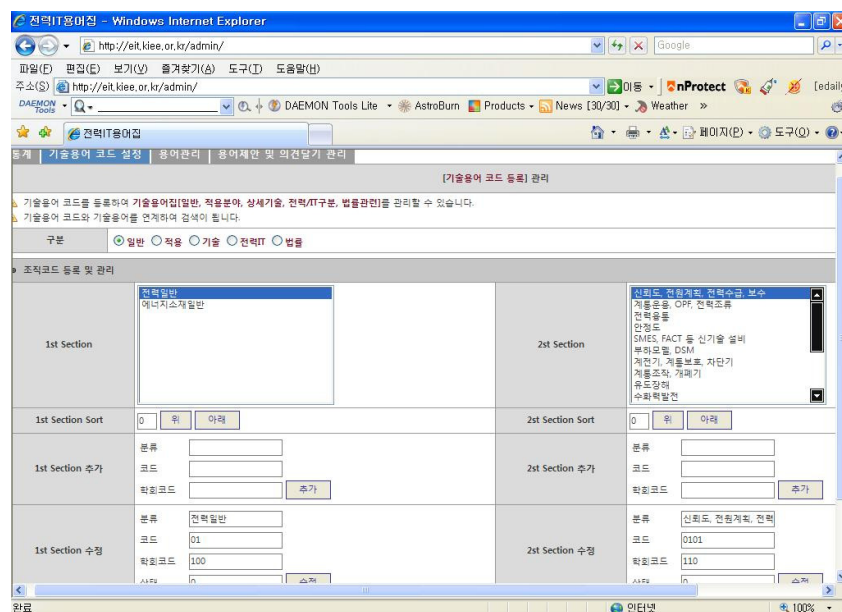 전력IT용어집 - Windows Internet Explorer
http://eit.kiee.or.kr/admin/
Google
파일(F) 편집(E) 보기(V) 즐겨찾기(A) 도구(T) 도움말(H)
주소(S) http://eit.kiee.or.kr/admin/ 이동 nProtect [edaily
DAEMON Tools DAEMON Tools Lite AstroBurn Products News [30/30] Weather »
전력IT용어집 페이지(P) 도구(O)
통계 기술용어 코드 설정 용어관리 용어제안 및 의견달기 관리
[기술용어 코드 등록] 관리
기술용어 코드를 등록하여 기술용어집[일반, 적용분야, 상세기술, 전력/IT구분, 법률관련]를 관리할 수 있습니다.
기술용어 코드와 기술용어를 연계하여 검색이 됩니다.
구분 일반 적용 기술 전력IT 법률
조직코드 등록 및 관리
1st Section
전력일반
에너지소재일반
2st Section
신뢰도, 전원계획, 전력수급, 보수
계통운용, OPF, 전력조류
전력융통
안정도
SMES, FACT 등 신기술 설비
부하모델, DSM
계전기, 계통보호, 차단기
계통조작, 개폐기
유도장해
수화력발전
1st Section Sort 0 위 아래 2st Section Sort 0 위 아래
1st Section 추가
분류
코드
학회코드 추가
2st Section 추가
분류
코드
학회코드 추가
1st Section 수정
분류 전력일반
코드 01
학회코드 100
상태 0 수정
2st Section 수정
분류 신뢰도, 전원계획, 전력
코드 0101
학회코드 110
상태 0 수정
완료 인터넷 100%